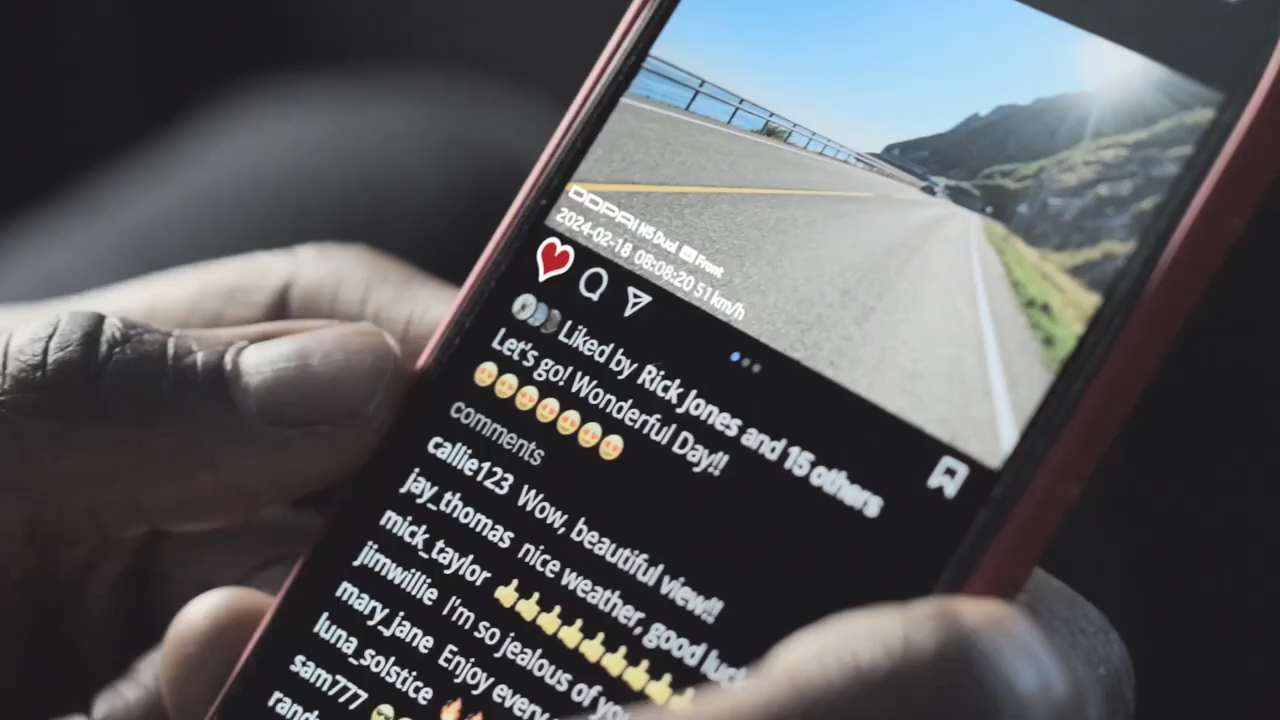 DDPAI N5 Dual Front
2024-02-18 08:08:20 51km/h
Liked by Rick Jones and 15 others
Let's go! Wonderful Day!!
😍😍😍😍😍😍😍
comments
callie123 Wow, beautiful view!!
jay_thomas nice weather, good luck
mick_taylor 👍👍👍👍👍👍👍👍👍
jimwillie I'm so jealous of you
mary_jane Enjoy every
luna_solstice 🔥🔥
sam777 😎